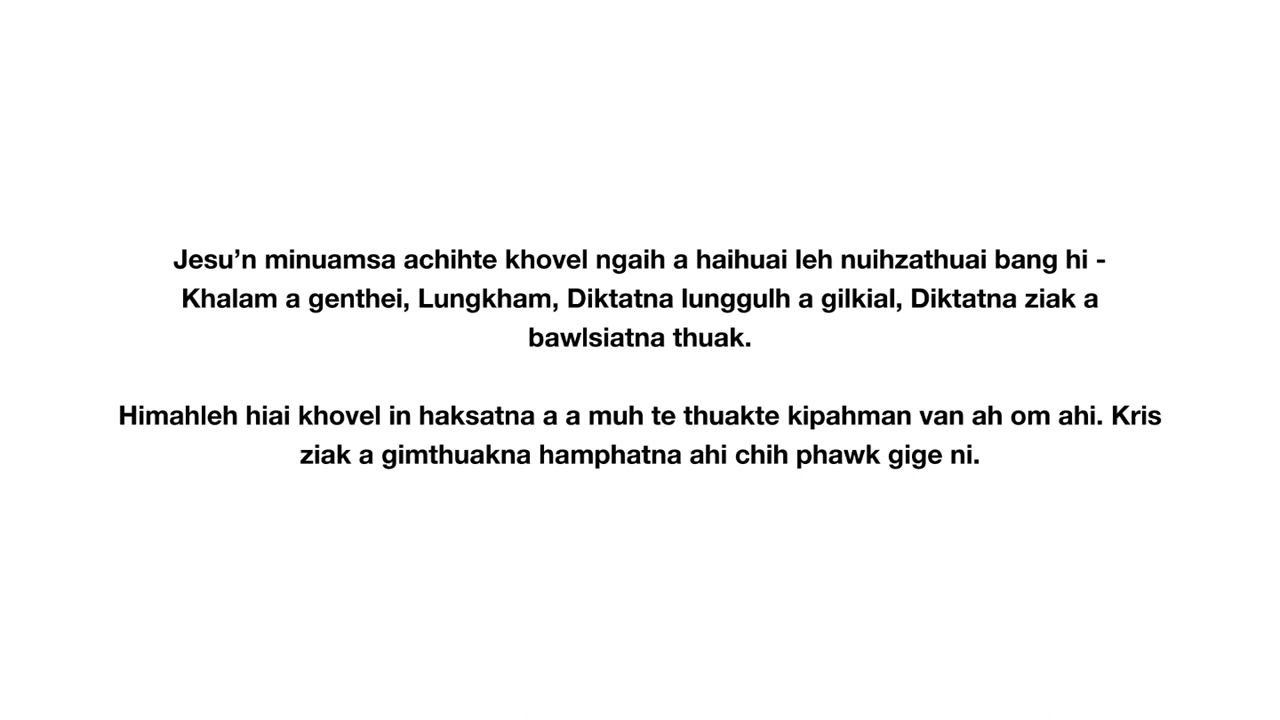 Jesu’n minuamsa achihte khovel ngaih a haihuai leh nuihzathuai bang hi -
Khalam a genthei, Lungkham, Diktatna lunggulh a gilkial, Diktatna ziak a
bawlsiatna thuak.
Himahleh hiai khovel in haksatna a a muh te thuakte kipahman van ah om ahi. Kris
ziak a gimthuakna hamphatna ahi chih phawk gige ni.